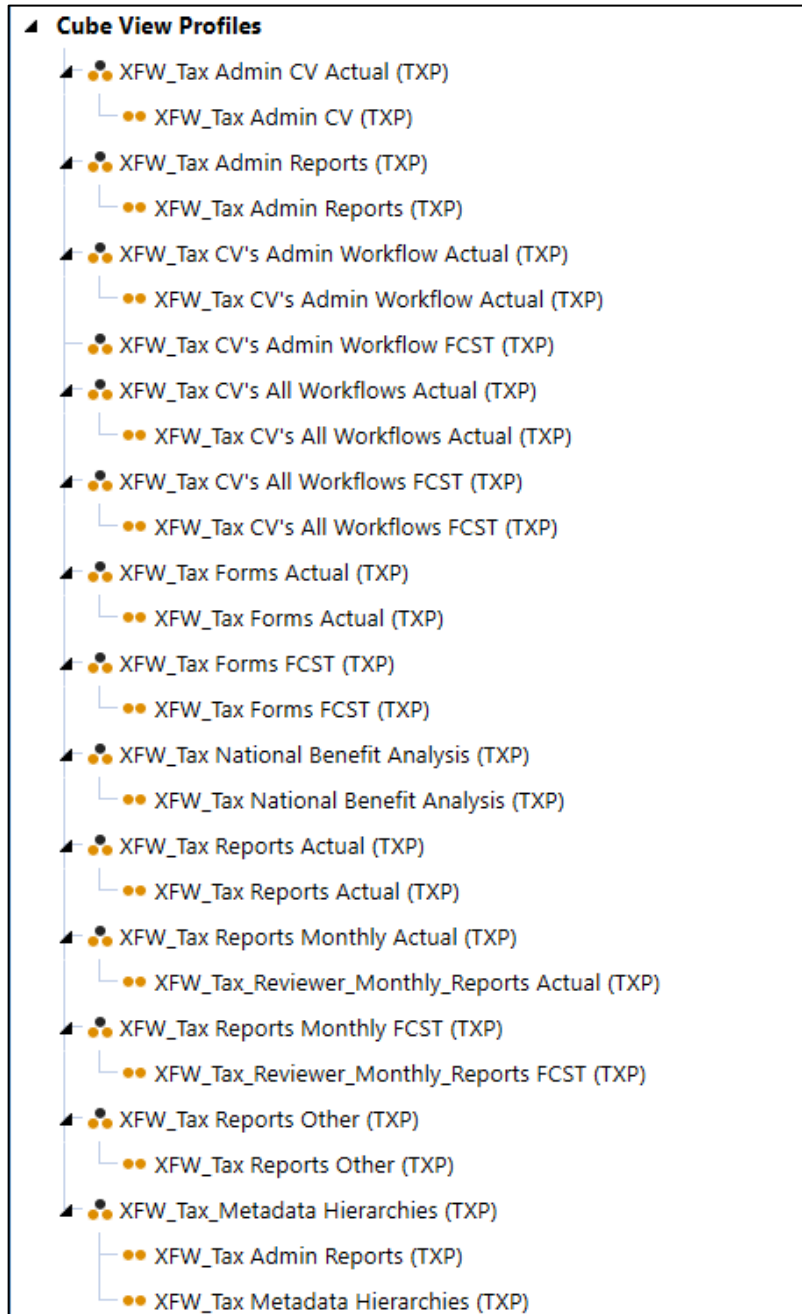 Cube View Profiles
XFW_Tax Admin CV Actual (TXP)
XFW_Tax Admin CV (TXP)
XFW_Tax Admin Reports (TXP)
XFW_Tax Admin Reports (TXP)
XFW_Tax CV's Admin Workflow Actual (TXP)
XFW_Tax CV's Admin Workflow Actual (TXP)
XFW_Tax CV's Admin Workflow FCST (TXP)
XFW_Tax CV's All Workflows Actual (TXP)
XFW_Tax CV's All Workflows Actual (TXP)
XFW_Tax CV's All Workflows FCST (TXP)
XFW_Tax CV's All Workflows FCST (TXP)
XFW_Tax Forms Actual (TXP)
XFW_Tax Forms Actual (TXP)
XFW_Tax Forms FCST (TXP)
XFW_Tax Forms FCST (TXP)
XFW_Tax National Benefit Analysis (TXP)
XFW_Tax National Benefit Analysis (TXP)
XFW_Tax Reports Actual (TXP)
XFW_Tax Reports Actual (TXP)
XFW_Tax Reports Monthly Actual (TXP)
XFW_Tax_Reviewer_Monthly_Reports Actual (TXP)
XFW_Tax Reports Monthly FCST (TXP)
XFW_Tax_Reviewer_Monthly_Reports FCST (TXP)
XFW_Tax Reports Other (TXP)
XFW_Tax Reports Other (TXP)
XFW_Tax_Metadata Hierarchies (TXP)
XFW_Tax Admin Reports (TXP)
XFW_Tax Metadata Hierarchies (TXP)